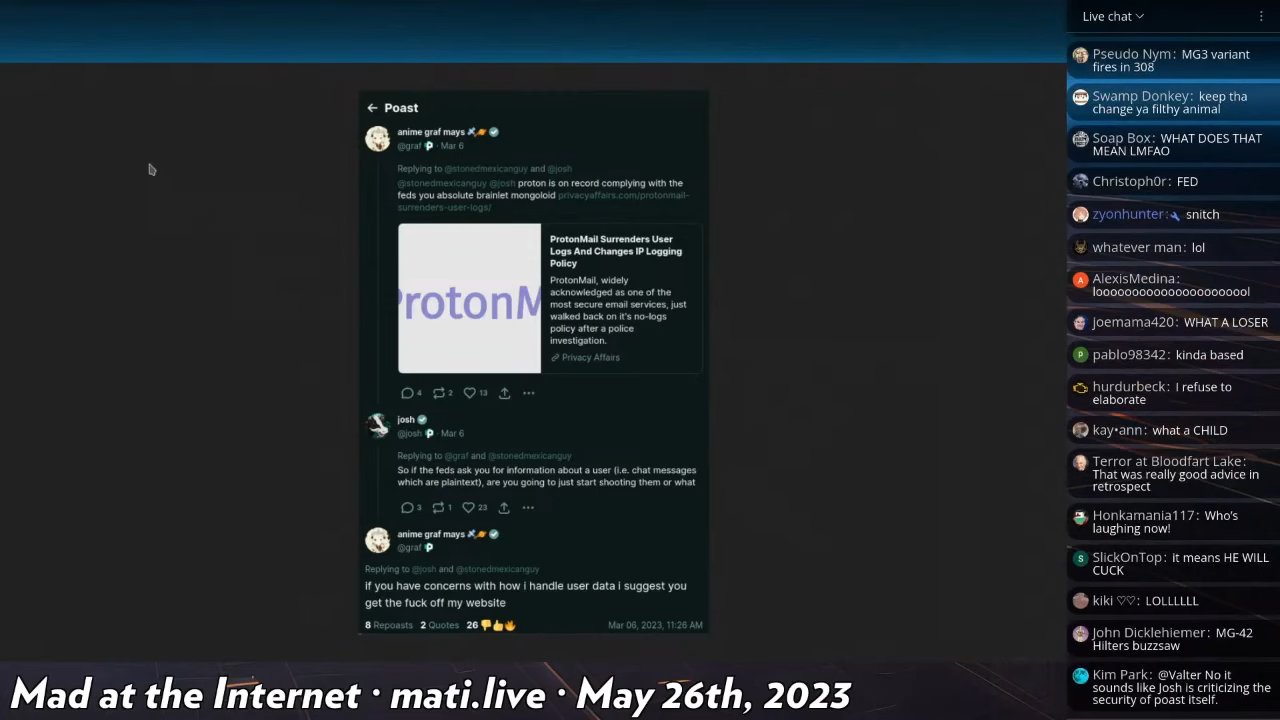 Poast
anime graf mays
@graf · Mar 6
Replying to @stonedmexicanguy and @josh
@stonedmexicanguy @josh proton is on record complying with the
feds you absolute brainlet mongoloid privacyaffairs.com/protonmail-
surrenders-user-logs/
ProtonM
ProtonMail Surrenders User
Logs And Changes IP Logging
Policy
ProtonMail, widely
acknowledged as one of the
most secure email services, just
walked back on it's no-logs
policy after a police
investigation.
Privacy Affairs
4 2 13
josh
@josh · Mar 6
Replying to @graf and @stonedmexicanguy
So if the feds ask you for information about a user (i.e. chat messages
which are plaintext), are you going to just start shooting them or what
3 1 23
anime graf mays
@graf
Replying to @josh and @stonedmexicanguy
if you have concerns with how i handle user data i suggest you
get the fuck off my website
8 Repoasts 2 Quotes 26 👎👍🔥 Mar 06, 2023, 11:26 AM
Mad at the Internet · mati.live · May 26th, 2023
Live chat
Pseudo Nym: MG3 variant
fires in 308
Swamp Donkey: keep tha
change ya filthy animal
Soap Box: WHAT DOES THAT
MEAN LMFAO
Christoph0r: FED
zyonhunter: snitch
whatever man: lol
AlexisMedina:
looooooooooooooooooool
Joemama420: WHAT A LOSER
pablo98342: kinda based
hurdurbeck: I refuse to
elaborate
kay•ann: what a CHILD
Terror at Bloodfart Lake:
That was really good advice in
retrospect
Honkamania117: Who's
laughing now!
SlickOnTop: it means HE WILL
CUCK
kiki ♡♡: LOLLLLLL
John Dicklehiemer: MG-42
Hilters buzzsaw
Kim Park: @Valter No it
sounds like Josh is criticizing the
security of poast itself.